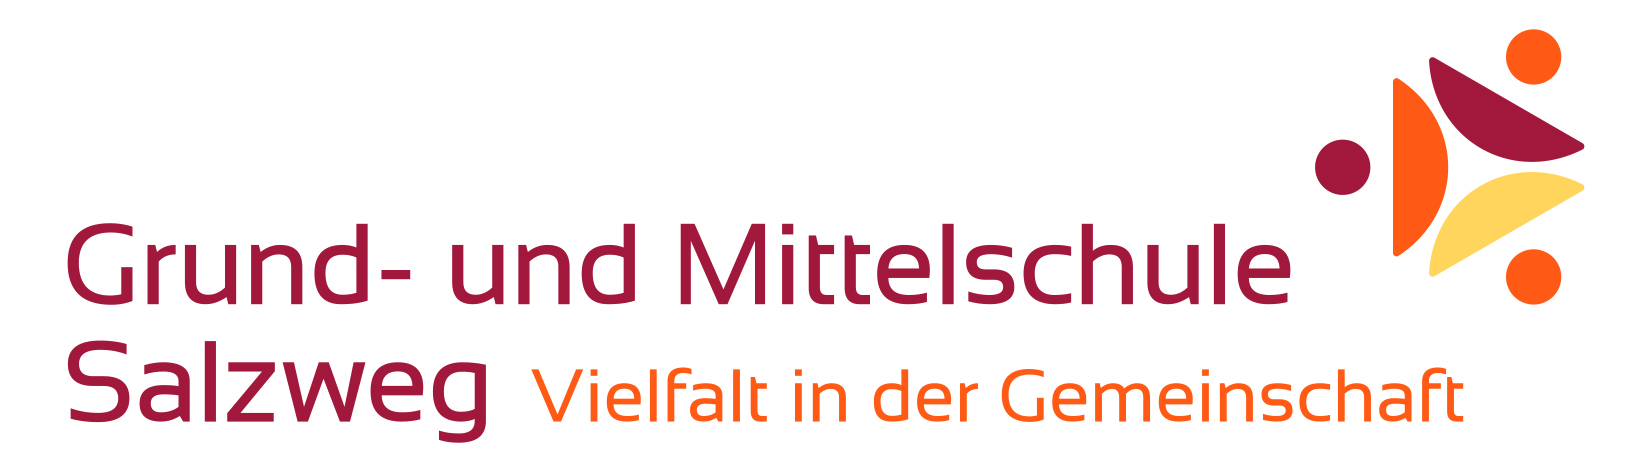 Grund- und Mittelschule
Salzweg Vielfalt in der Gemeinschaft